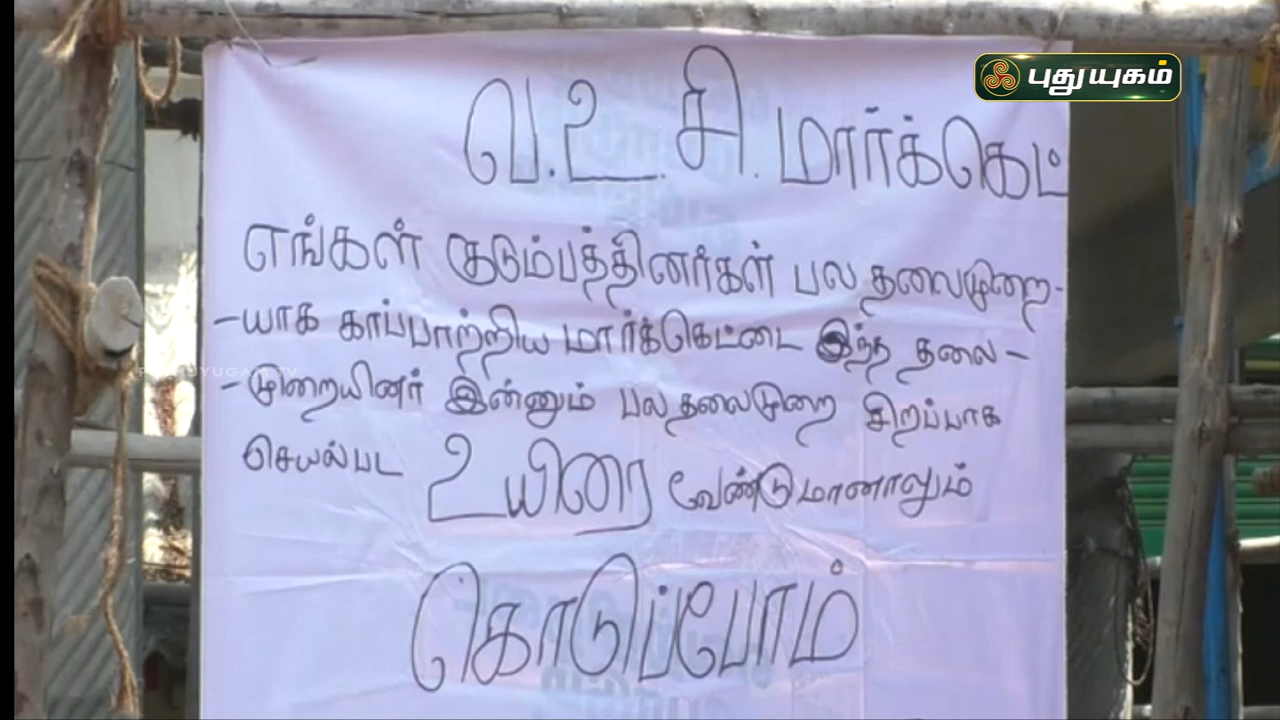 புதுயுகம்
வ.உ.சி. மார்க்கெட்
எங்கள் குடும்பத்தினர்கள் பல தலைமுறை-
-யாக காப்பாற்றிய மார்க்கெட்டை இந்த தலை-
-முறையினர் இன்னும் பல தலைமுறை சிறப்பாக
செயல்பட உயிரை வேண்டுமானாலும்
கொடுப்போம்